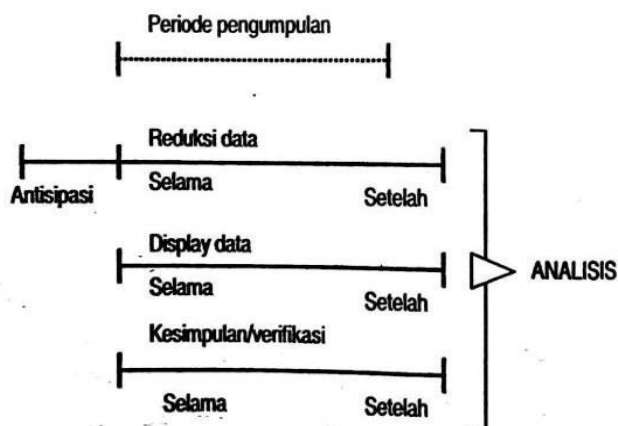 Periode pengumpulan
Reduksi data
Antisipasi
Selama
Setelah
Display data
Selama
Setelah
ANALISIS
Kesimpulan/verifikasi
Selama
Setelah